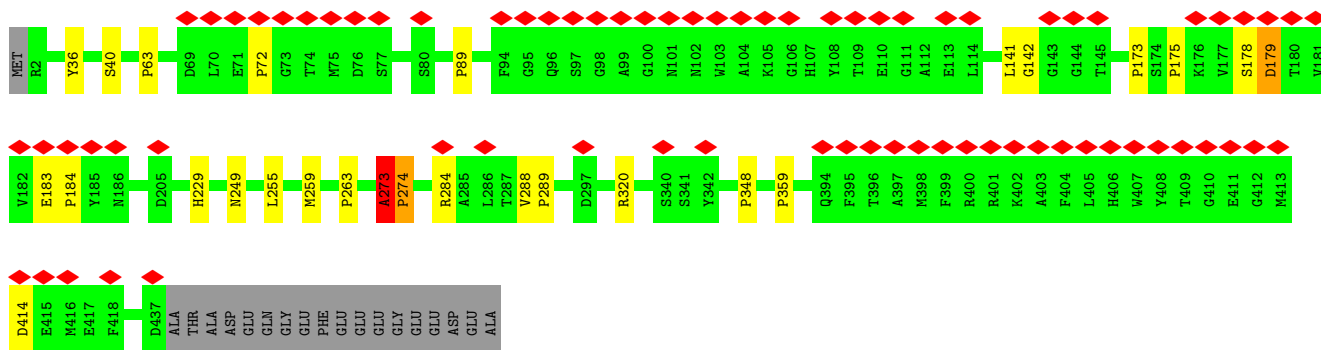 MET R2 Y36 S40 P63 D69 L70 E71 P72 G73 T74 M75 D76 S77 S80 P89 F94 G95 Q96 S97 G98 A99 G100 N101 N102 W103 A104 K105 G106 H107 Y108 T109 E110 G111 A112 E113 L114 L141 G142 G143 G144 T145 P173 S174 P175 K176 V177 S178 D179 T180 V181
V182 E183 P184 Y185 N186 D205 H229 N249 L255 M259 P263 A273 P274 R284 A285 L286 T287 V288 P289 D297 R320 S340 S341 Y342 P348 P359 Q394 F395 T396 A397 M398 F399 R400 R401 K402 A403 F404 L405 H406 W407 Y408 T409 G410 E411 G412 M413
D414 E415 M416 E417 F418 D437 ALA THR ALA ASP GLU GLN GLY GLU PHE GLU GLU GLU GLY GLU GLU ASP GLU ALA